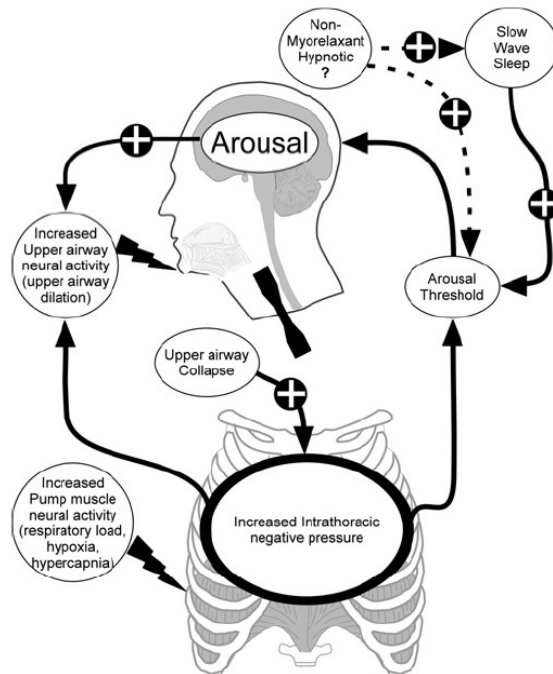 Non-
Myorelaxant
Hypnotic
?
Slow
Wave
Sleep
Arousal
Increased
Upper airway
neural activity
(upper airway
dilation)
Arousal
Threshold
Upper airway
Collapse
Increased
Pump muscle
neural activity
(respiratory load,
hypoxia,
hypercapnia)
Increased Intrathoracic
negative pressure